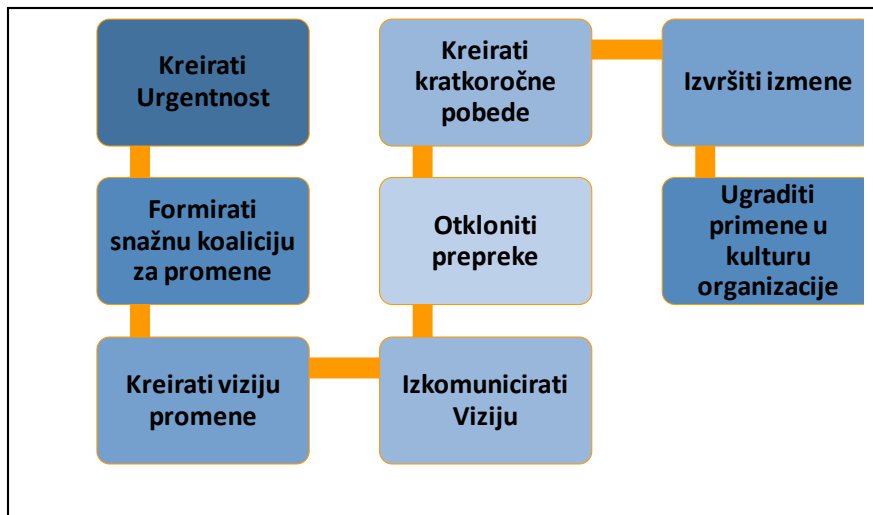 Kreirati
Urgentnost
Formirati
snažnu koaliciju
za promene
Kreirati viziju
promene
Izkomunicirati
Viziju
Otkloniti
prepreke
Kreirati
kratkoročne
pobede
Izvršiti izmene
Ugraditi
primene u
kulturu
organizacije